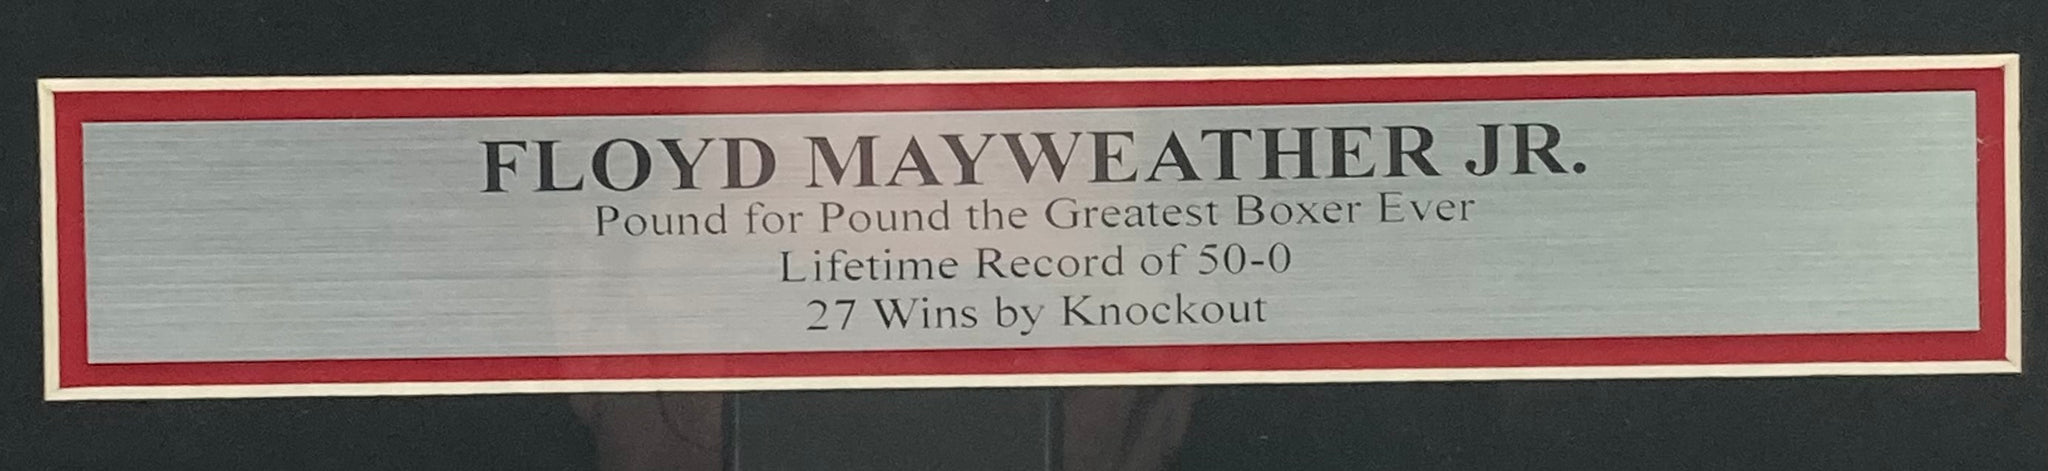 FLOYD MAYWEATHER JR.
Pound for Pound the Greatest Boxer Ever
Lifetime Record of 50-0
27 Wins by Knockout